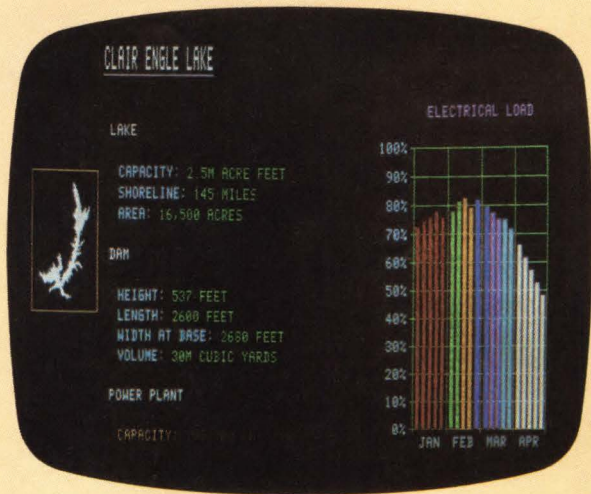 CLAIR ENGLE LAKE
LAKE
CAPACITY: 2.5M ACRE FEET
SHORELINE: 145 MILES
AREA: 16,500 ACRES
DAM
HEIGHT: 537 FEET
LENGTH: 2600 FEET
WIDTH AT BASE: 2680 FEET
VOLUME: 30M CUBIC YARDS
POWER PLANT
CAPACITY:
ELECTRICAL LOAD
100%
90%
80%
70%
60%
50%
40%
30%
20%
10%
0%
JAN FEB MAR APR